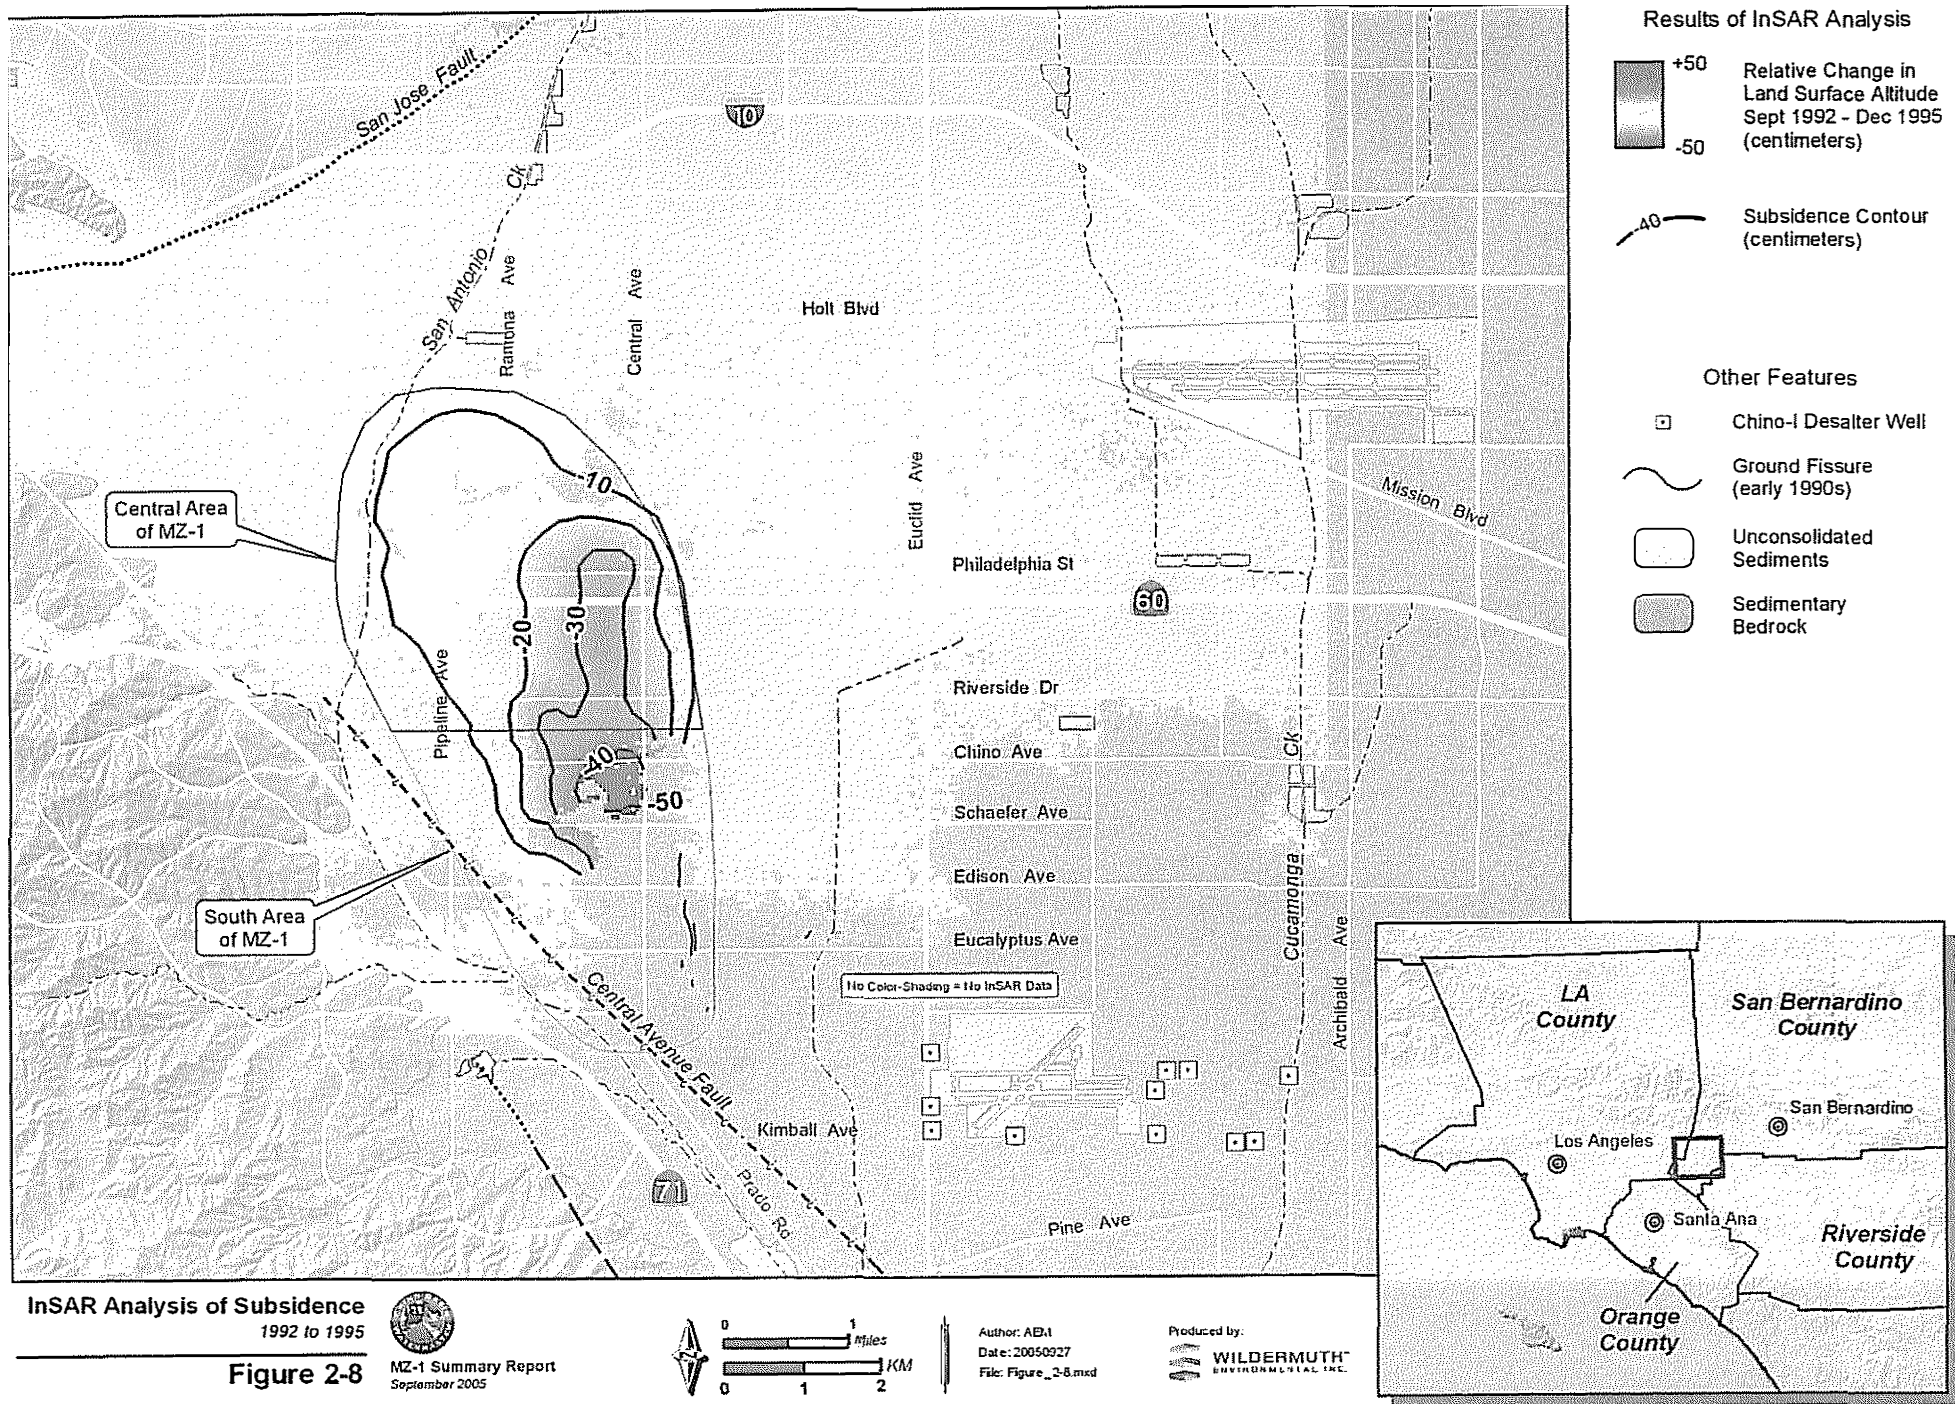 Results of InSAR Analysis
+50
-50
Relative Change in
Land Surface Altitude
Sept 1992 - Dec 1995
(centimeters)
-40
Subsidence Contour
(centimeters)
Other Features
Chino-I Desalter Well
Ground Fissure
(early 1990s)
Unconsolidated
Sediments
Sedimentary
Bedrock
San Jose Fault
10
San Antonio Ck
Ramona Ave
Central Ave
Holt Blvd
Euclid Ave
Mission Blvd
Central Area
of MZ-1
-10
-20
-30
-40
-50
Philadelphia St
60
Pipeline Ave
Riverside Dr
Chino Ave
Schaefer Ave
Edison Ave
Eucalyptus Ave
Cucamonga Ck
Archibald Ave
South Area
of MZ-1
No Color-Shading = No InSAR Data
Central Avenue Fault
Kimball Ave
71
Prado Rd
Pine Ave
LA
County
San Bernardino
County
San Bernardino
Los Angeles
Santa Ana
Riverside
County
Orange
County
InSAR Analysis of Subsidence
1992 to 1995
Figure 2-8
MZ-1 Summary Report
September 2005
N
0 1
Miles
KM
0 1 2
Author: AEM
Date: 20050927
File: Figure_2-8.mxd
Produced by:
WILDERMUTH
ENVIRONMENTAL INC.